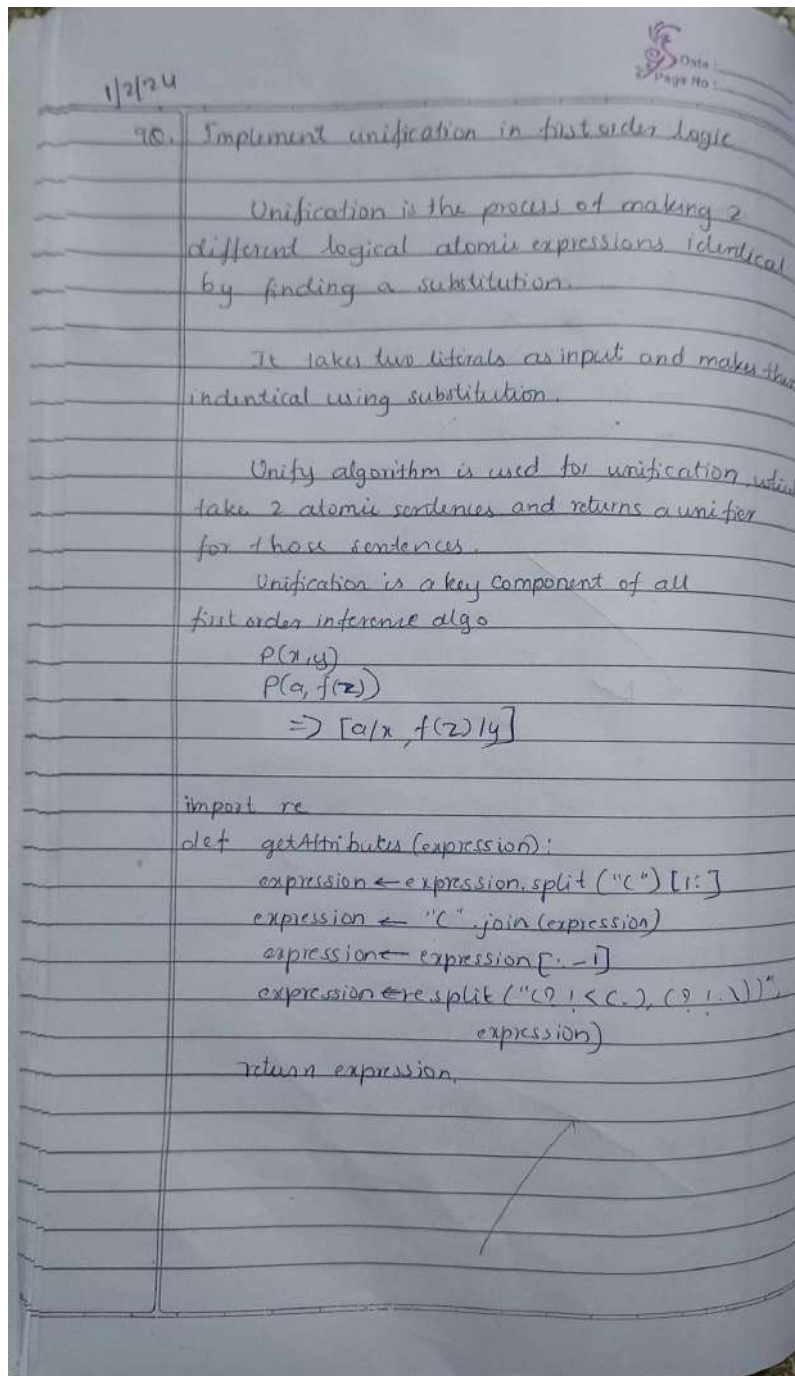 Date :
Page No :
1/2/24
9Q. Implement unification in first order logic
Unification is the process of making 2
different logical atomic expressions identical
by finding a substitution.
It takes two literals as input and makes
indentical using substitution.
Unify algorithm is used for unification,
take 2 atomic sentences and returns a unifier
for those sentences.
Unification is a key component of all
first order inference algo
P(x,y)
P(a, f(z))
=> [a/x, f(z)/y]
import re
def getAttributes (expression):
expression ← expression.split ("(") [1:]
expression ← "(".join (expression)
expression ← expression [:-1]
expression ← re.split ("(?!<(.), (?!.\))",
expression)
return expression.